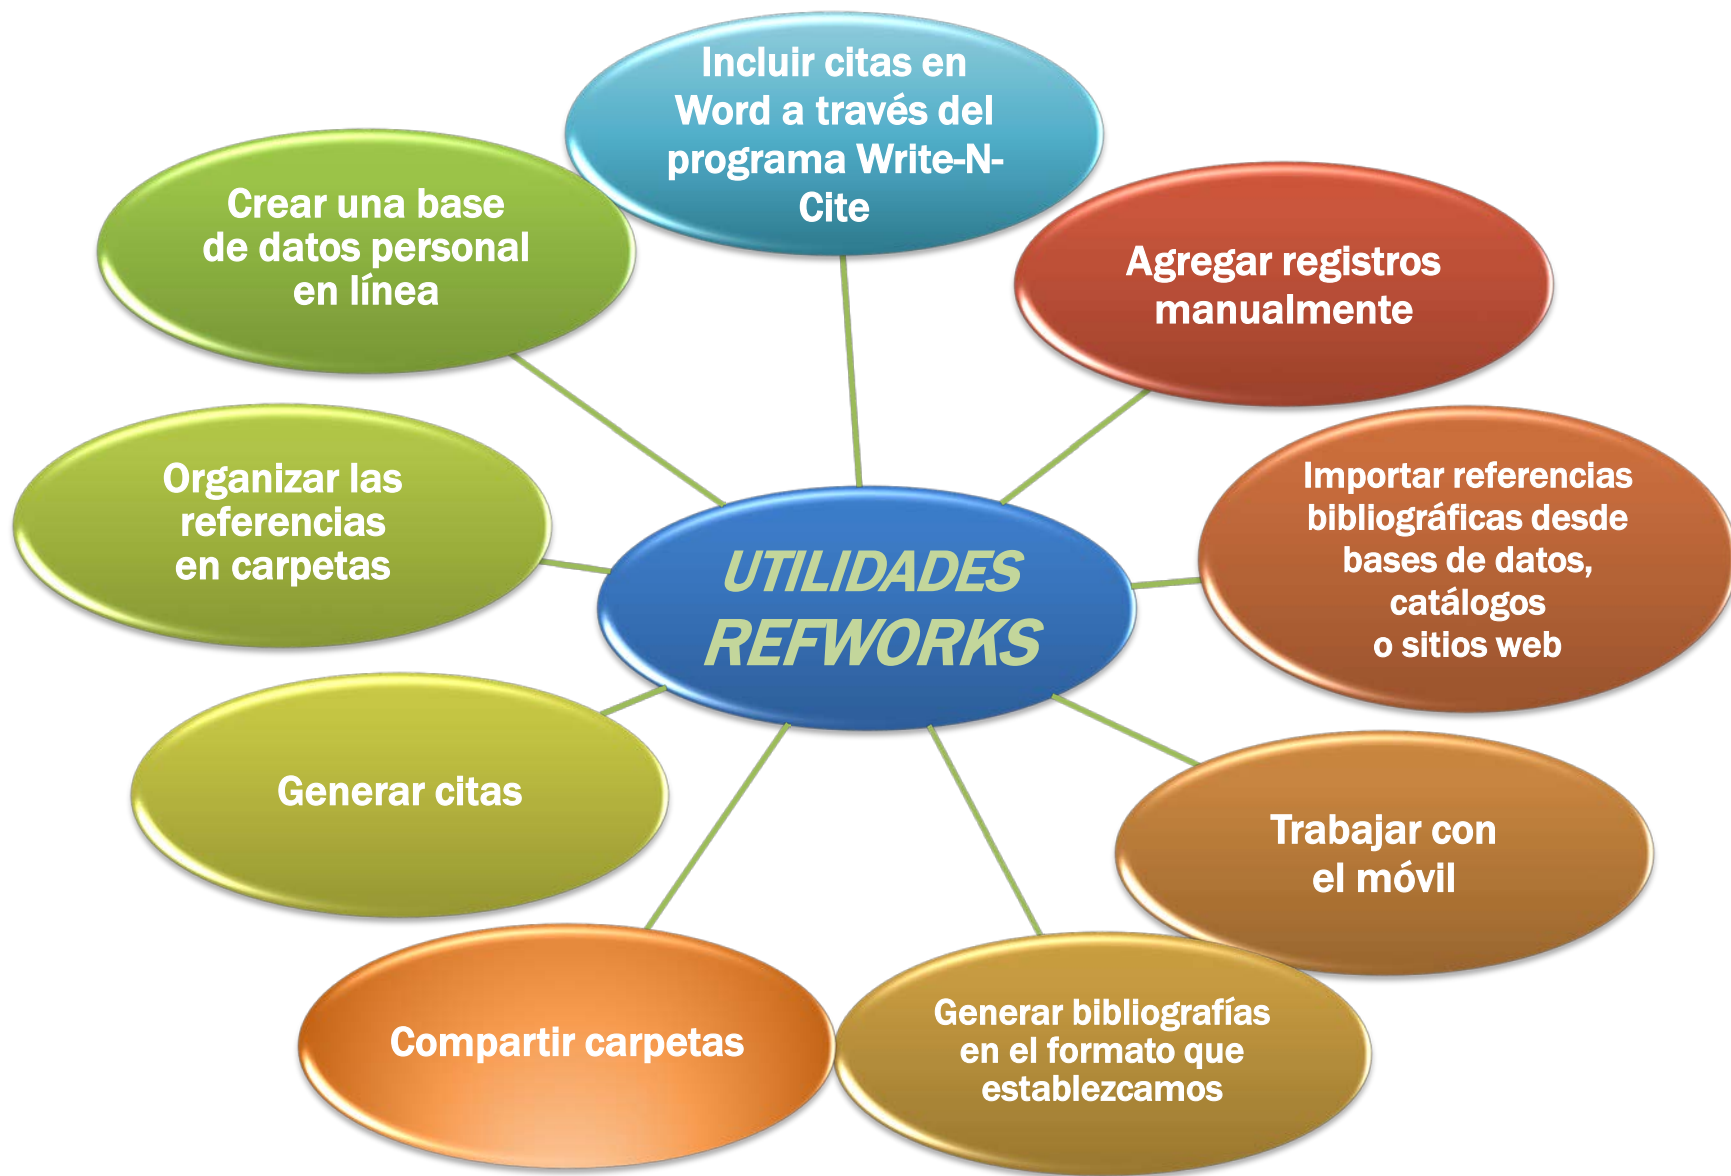 Incluir citas en
Word a través del
programa Write-N-
Cite
Agregar registros
manualmente
Importar referencias
bibliográficas desde
bases de datos,
catálogos
o sitios web
Trabajar con
el móvil
Generar bibliografías
en el formato que
establezcamos
Compartir carpetas
Generar citas
Organizar las
referencias
en carpetas
Crear una base
de datos personal
en línea
UTILIDADES
REFWORKS